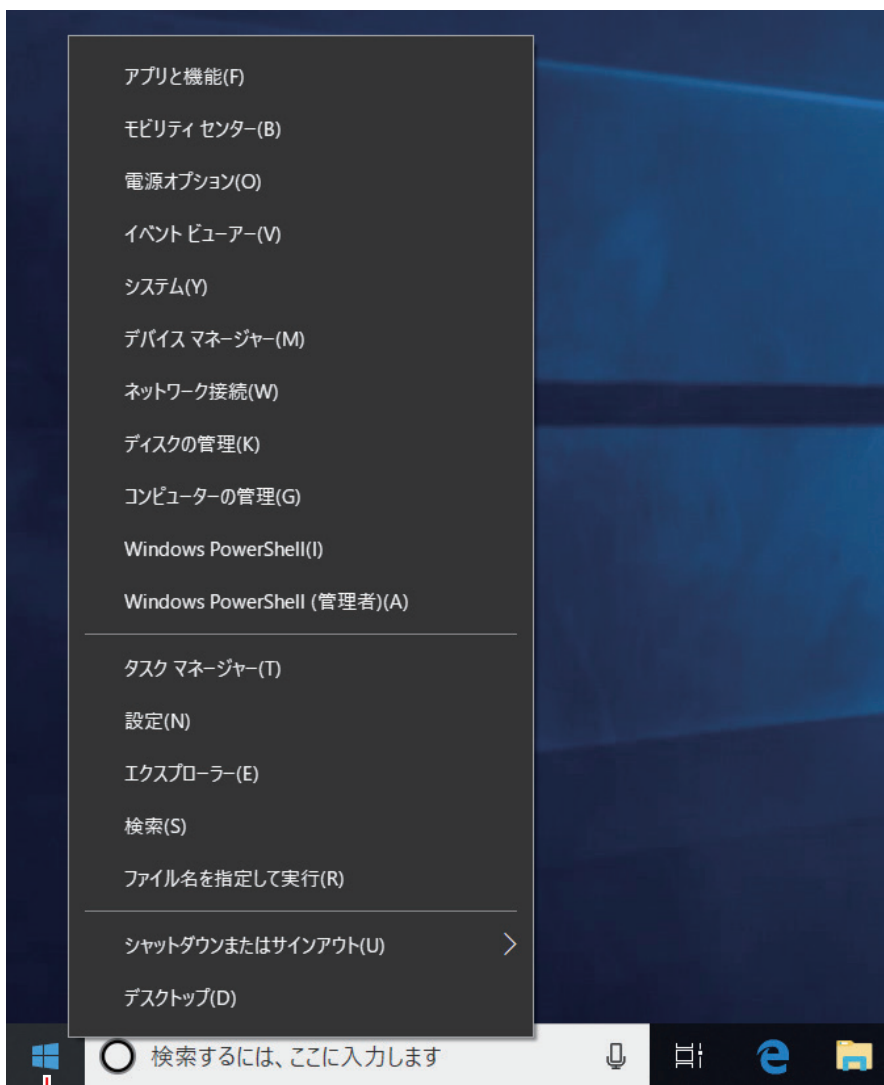 アプリと機能(F)
モビリティ センター(B)
電源オプション(O)
イベント ビューアー(V)
システム(Y)
デバイス マネージャー(M)
ネットワーク接続(W)
ディスクの管理(K)
コンピューターの管理(G)
Windows PowerShell(I)
Windows PowerShell (管理者)(A)
タスク マネージャー(T)
設定(N)
エクスプローラー(E)
検索(S)
ファイル名を指定して実行(R)
シャットダウンまたはサインアウト(U)
デスクトップ(D)
検索するには、ここに入力します